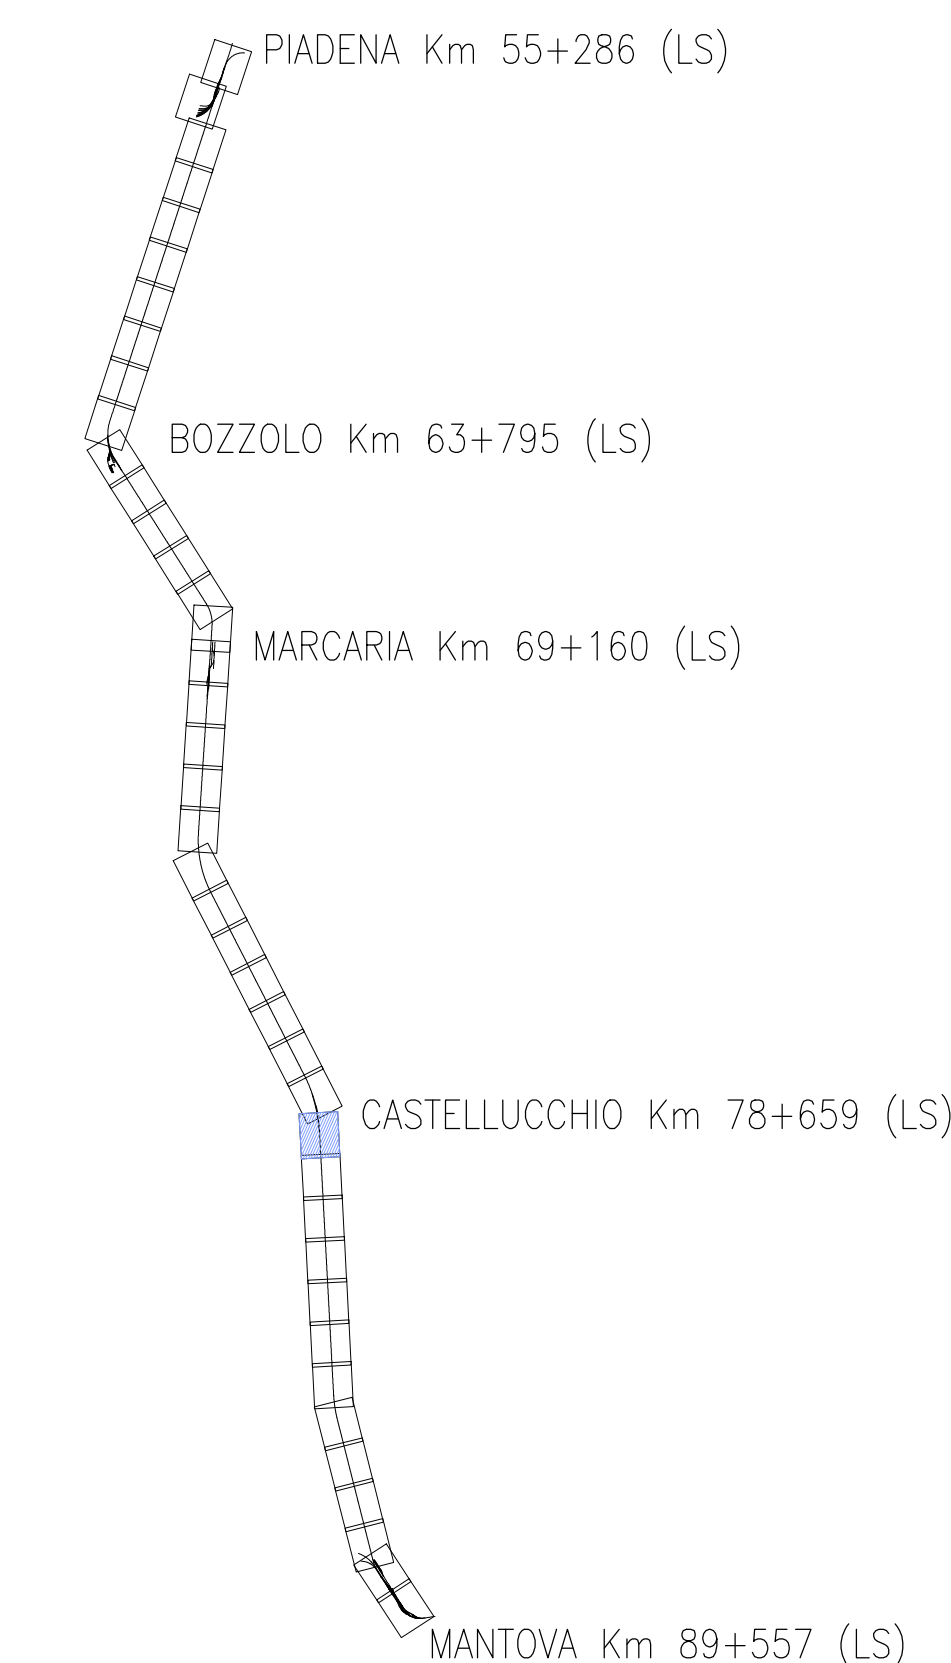 PIADENA Km 55+286 (LS)
BOZZOLO Km 63+795 (LS)
MARCARIA Km 69+160 (LS)
CASTELLUCCHIO Km 78+659 (LS)
MANTOVA Km 89+557 (LS)